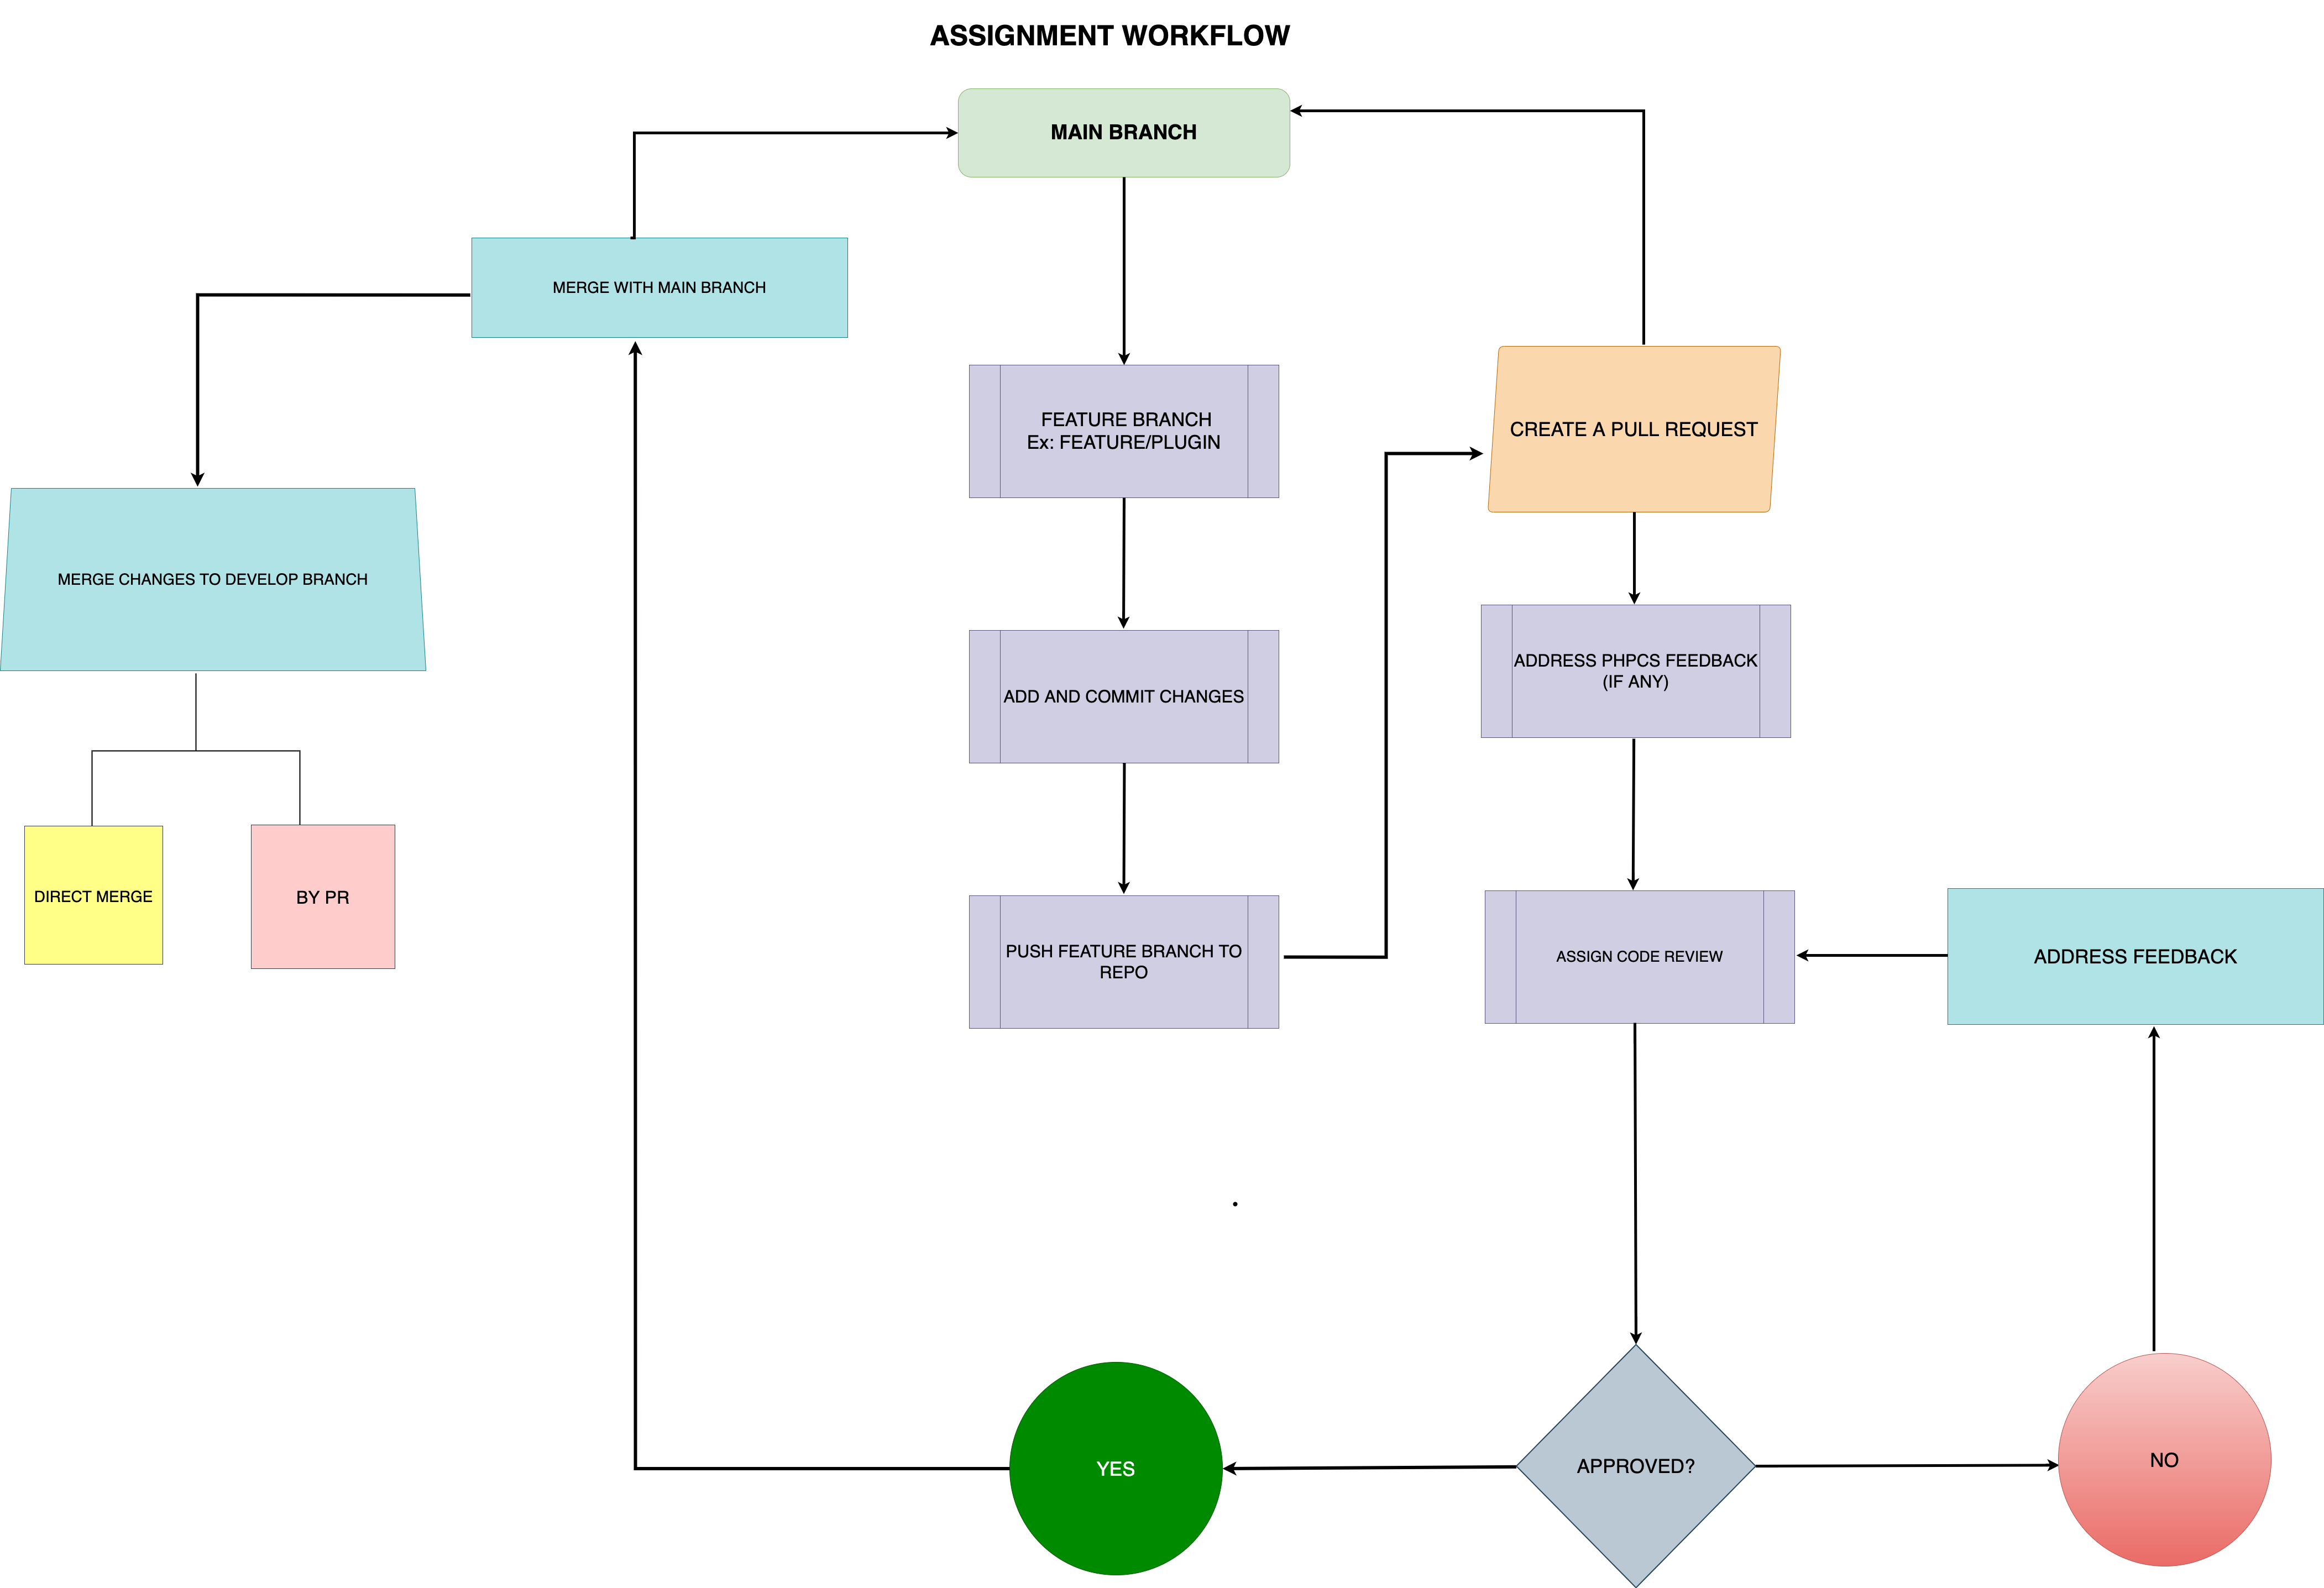 ASSIGNMENT WORKFLOW
MAIN BRANCH
MERGE WITH MAIN BRANCH
FEATURE BRANCH
Ex: FEATURE/PLUGIN
CREATE A PULL REQUEST
MERGE CHANGES TO DEVELOP BRANCH
ADD AND COMMIT CHANGES
ADDRESS PHPCS FEEDBACK
(IF ANY)
DIRECT MERGE
BY PR
PUSH FEATURE BRANCH TO
REPO
ASSIGN CODE REVIEW
ADDRESS FEEDBACK
YES
APPROVED?
NO